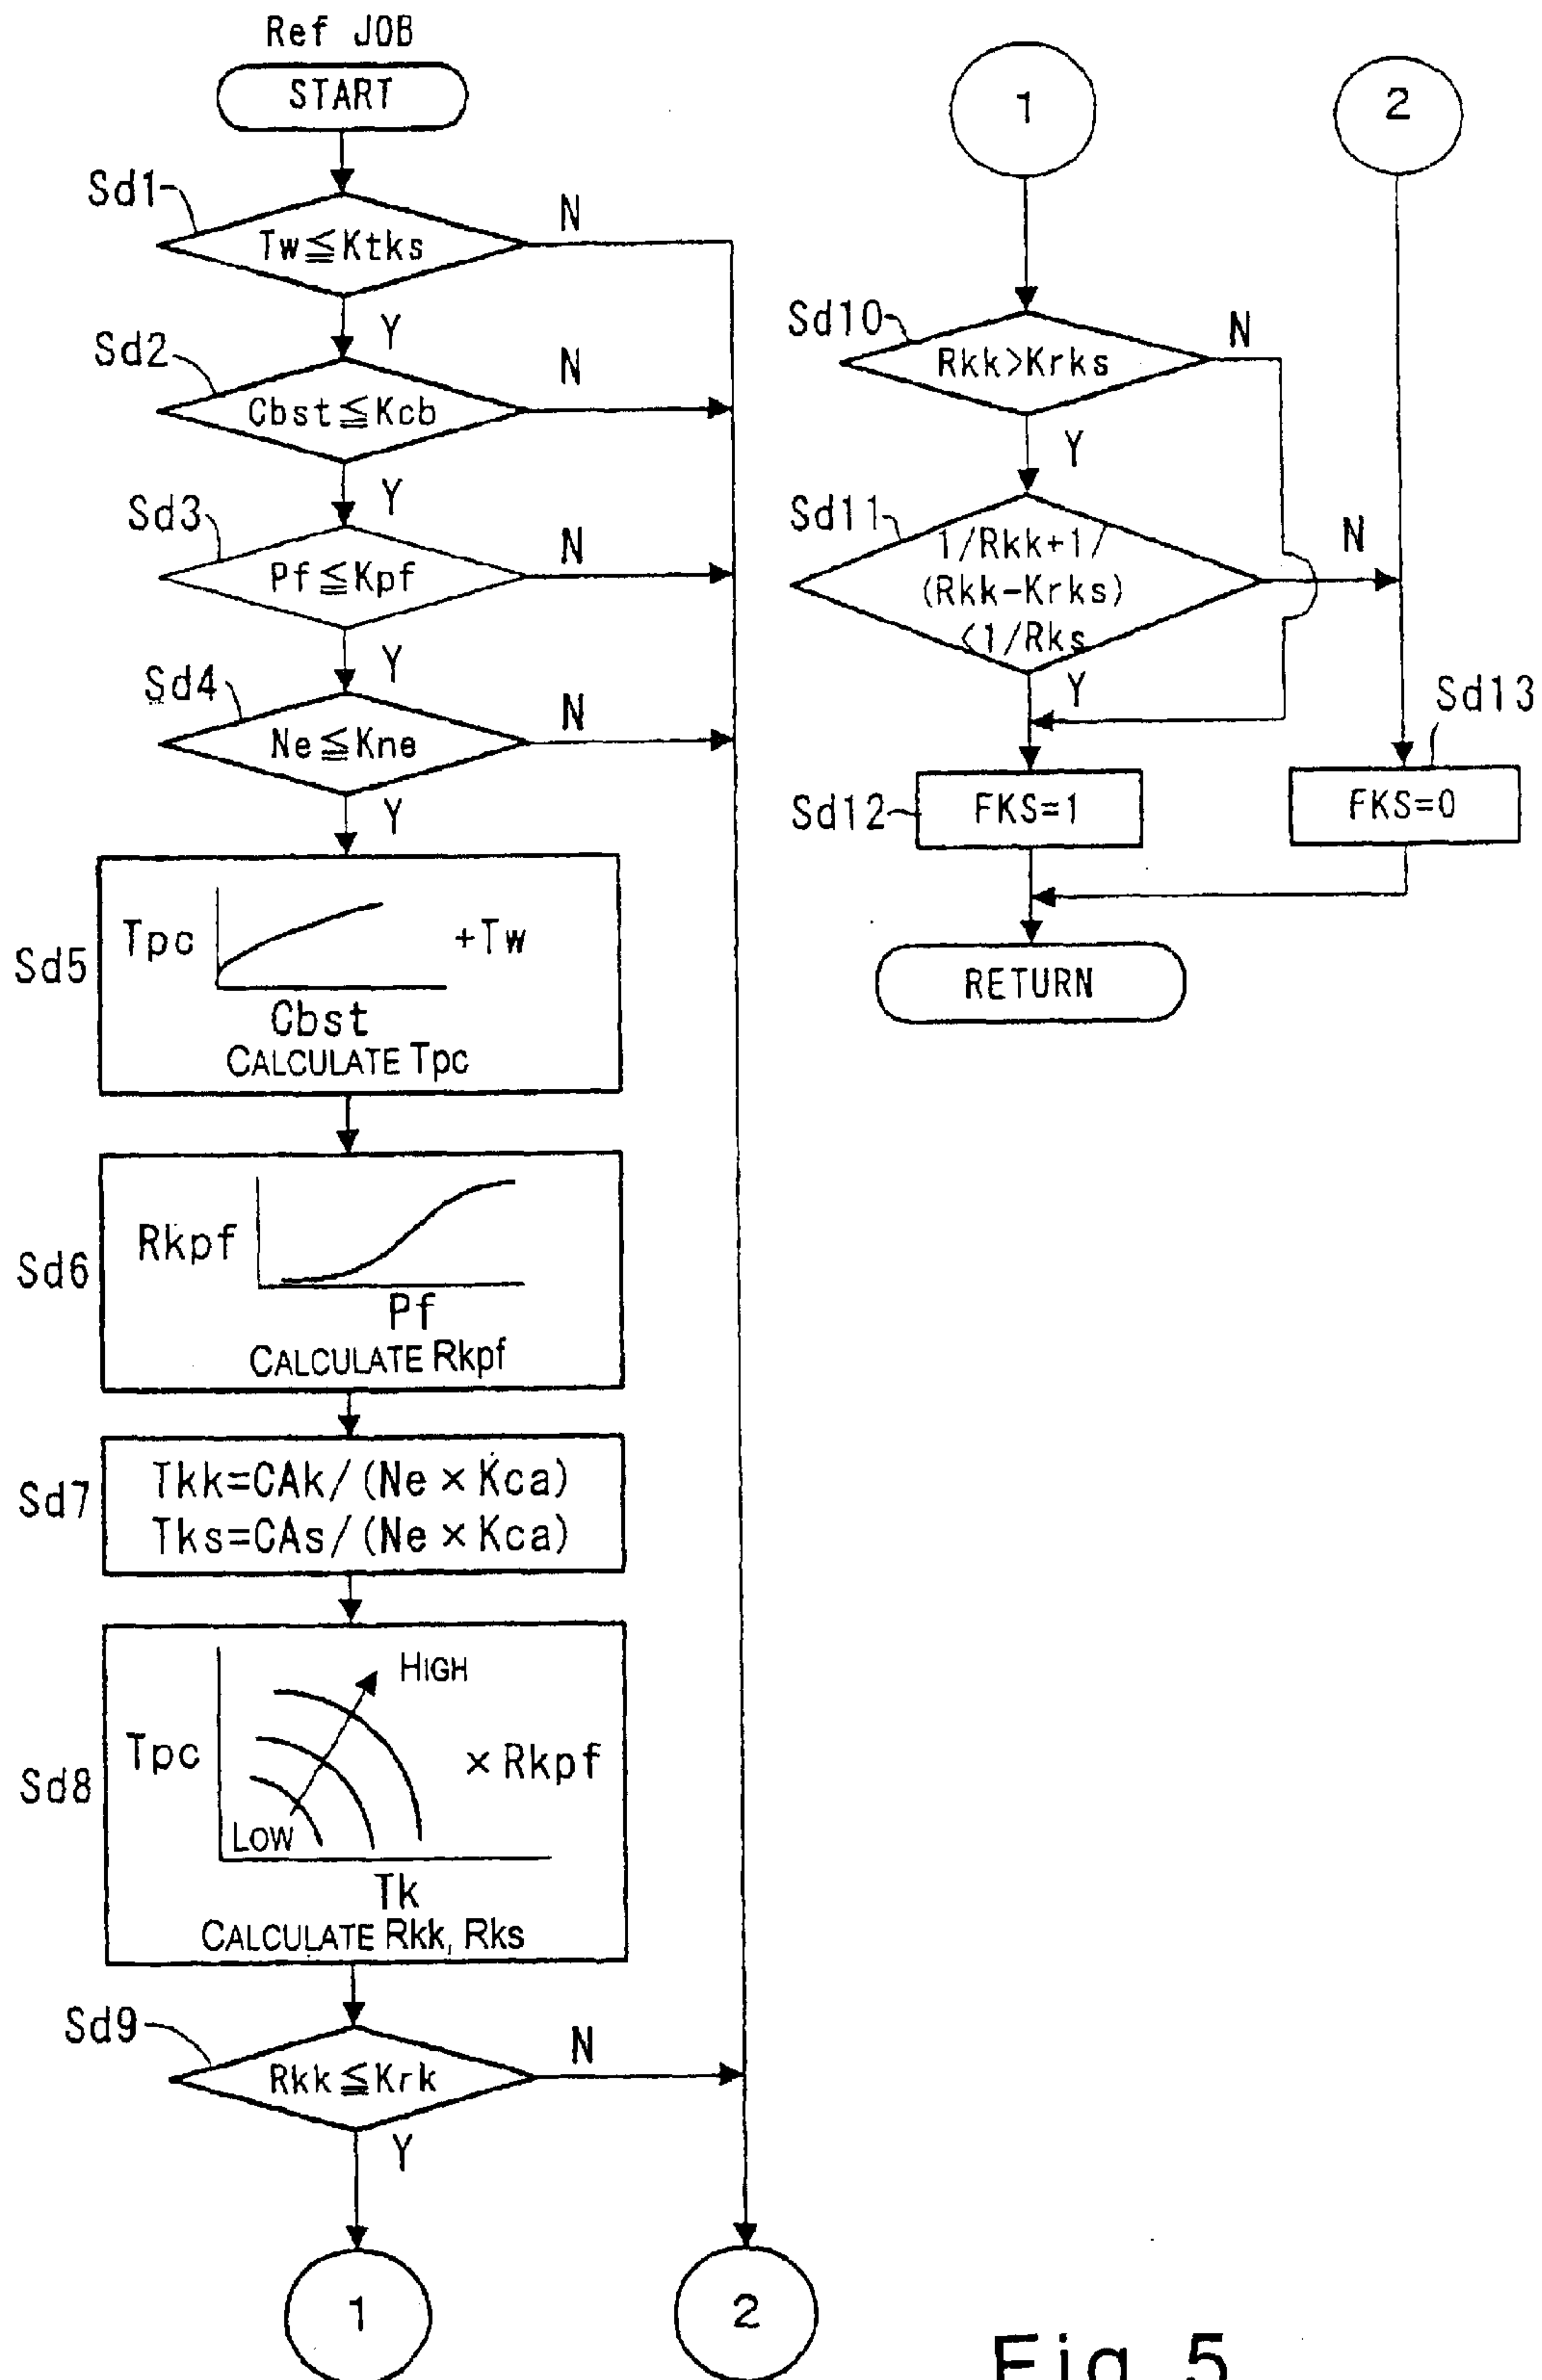 Ref JOB
START
Sd1
Tw≦Ktks
N
Y
Sd2
Cbst≦Kcb
N
Y
Sd3
Pf≦Kpf
N
Y
Sd4
Ne≦Kne
N
Y
Sd5
Tpc
+Tw
Cbst
CALCULATE Tpc
Sd6
Rkpf
Pf
CALCULATE Rkpf
Sd7
Tkk=CAk/(Ne×Kca)
Tks=CAs/(Ne×Kca)
Sd8
HIGH
Tpc
×Rkpf
LOW
Tk
CALCULATE Rkk, Rks
Sd9
Rkk≦Krk
N
Y
1
2
1
2
Sd10
Rkk>Krks
N
Y
Sd11
1/Rkk+1/
(Rkk-Krks)
<1/Rks
N
Y
Sd12
FKS=1
Sd13
FKS=0
RETURN
Fig. 5